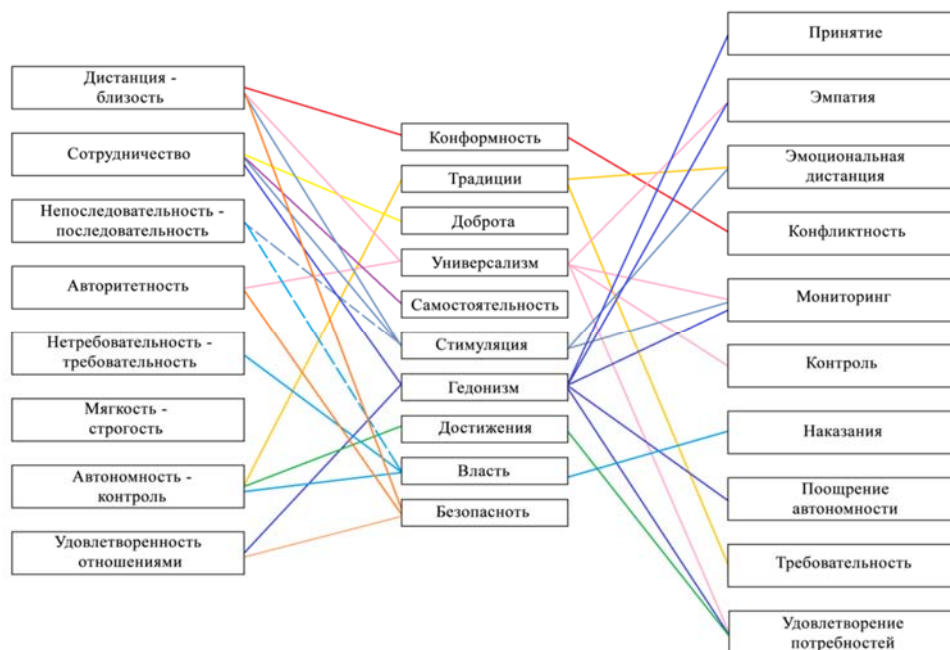 Дистанция -
близость
Сотрудничество
Непоследовательность -
последовательность
Авторитетность
Нетребовательность -
требовательность
Мягкость -
строгость
Автономность -
контроль
Удовлетворенность
отношениями
Конформность
Традиции
Доброта
Универсализм
Самостоятельность
Стимуляция
Гедонизм
Достижения
Власть
Безопасноть
Принятие
Эмпатия
Эмоциональная
дистанция
Конфликтность
Мониторинг
Контроль
Наказания
Поощрение
автономности
Требовательность
Удовлетворение
потребностей